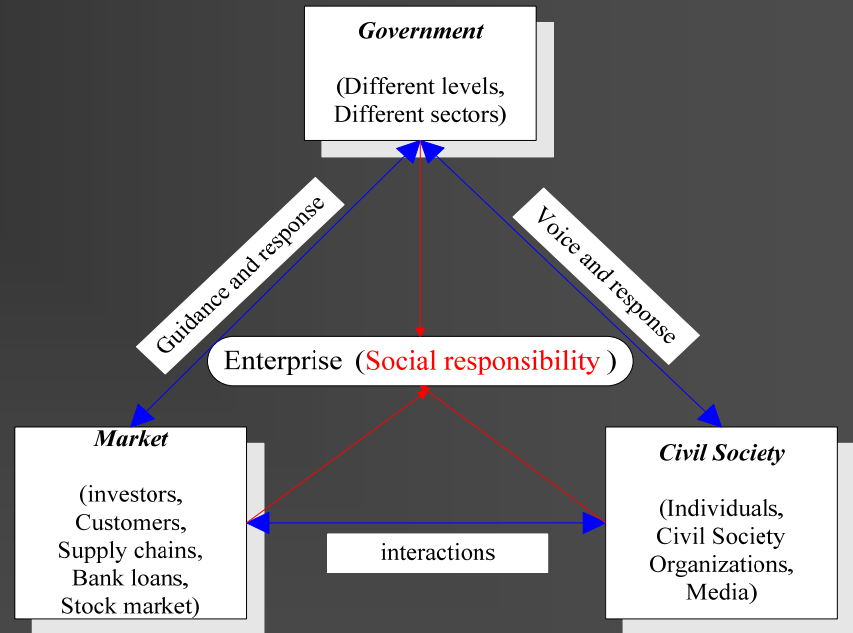 Government
(Different levels,
Different sectors)
Guidance and response
Voice and response
Enterprise (Social responsibility )
Market
(investors,
Customers,
Supply chains,
Bank loans,
Stock market)
interactions
Civil Society
(Individuals,
Civil Society
Organizations,
Media)